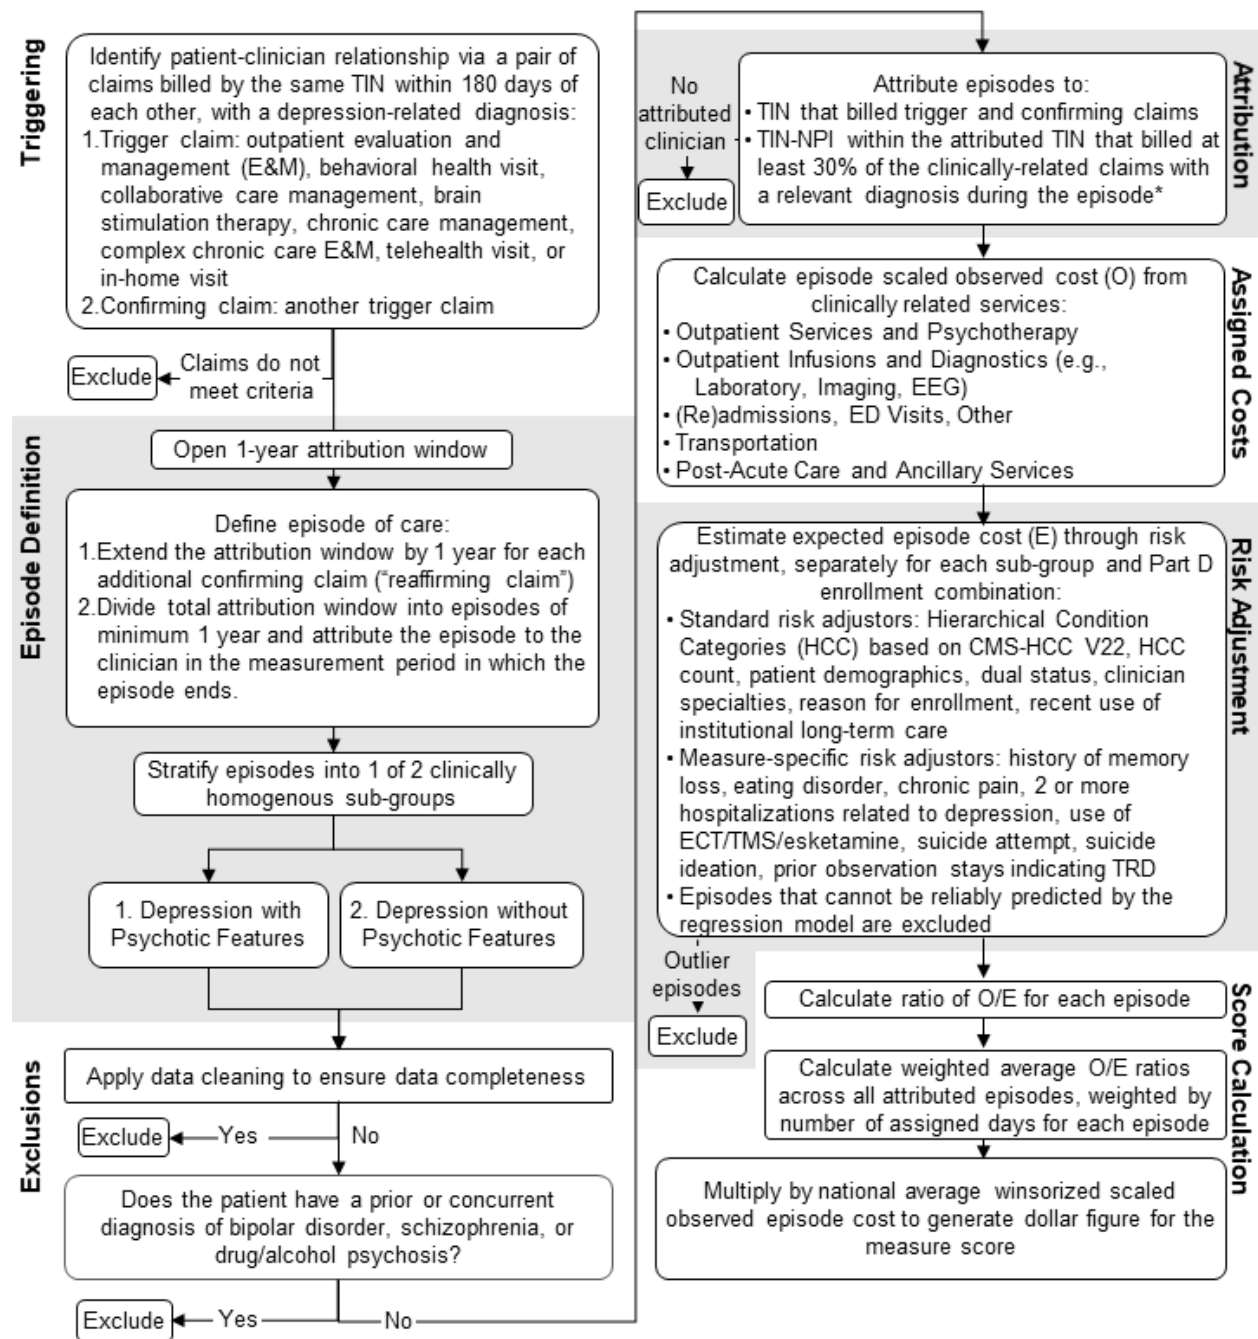 Triggering
Identify patient-clinician relationship via a pair of
claims billed by the same TIN within 180 days of
each other, with a depression-related diagnosis:
1.Trigger claim: outpatient evaluation and
management (E&M), behavioral health visit,
collaborative care management, brain
stimulation therapy, chronic care management,
complex chronic care E&M, telehealth visit, or
in-home visit
2.Confirming claim: another trigger claim
Exclude
Claims do not
meet criteria
Episode Definition
Open 1-year attribution window
Define episode of care:
1.Extend the attribution window by 1 year for each
additional confirming claim ("reaffirming claim")
2.Divide total attribution window into episodes of
minimum 1 year and attribute the episode to the
clinician in the measurement period in which the
episode ends.
Stratify episodes into 1 of 2 clinically
homogenous sub-groups
1. Depression with
Psychotic Features
2. Depression without
Psychotic Features
Exclusions
Apply data cleaning to ensure data completeness
Exclude
Yes
No
Does the patient have a prior or concurrent
diagnosis of bipolar disorder, schizophrenia, or
drug/alcohol psychosis?
Exclude
Yes
No
Attribution
No
attributed
clinician
Exclude
Attribute episodes to:
• TIN that billed trigger and confirming claims
• TIN-NPI within the attributed TIN that billed at
least 30% of the clinically-related claims with
a relevant diagnosis during the episode*
Assigned Costs
Calculate episode scaled observed cost (O) from
clinically related services:
• Outpatient Services and Psychotherapy
• Outpatient Infusions and Diagnostics (e.g.,
Laboratory, Imaging, EEG)
• (Re)admissions, ED Visits, Other
• Transportation
• Post-Acute Care and Ancillary Services
Risk Adjustment
Estimate expected episode cost (E) through risk
adjustment, separately for each sub-group and Part D
enrollment combination:
• Standard risk adjustors: Hierarchical Condition
Categories (HCC) based on CMS-HCC V22, HCC
count, patient demographics, dual status, clinician
specialties, reason for enrollment, recent use of
institutional long-term care
• Measure-specific risk adjustors: history of memory
loss, eating disorder, chronic pain, 2 or more
hospitalizations related to depression, use of
ECT/TMS/esketamine, suicide attempt, suicide
ideation, prior observation stays indicating TRD
• Episodes that cannot be reliably predicted by the
regression model are excluded
Outlier
episodes
Exclude
Score Calculation
Calculate ratio of O/E for each episode
Calculate weighted average O/E ratios
across all attributed episodes, weighted by
number of assigned days for each episode
Multiply by national average winsorized scaled
observed episode cost to generate dollar figure for the
measure score